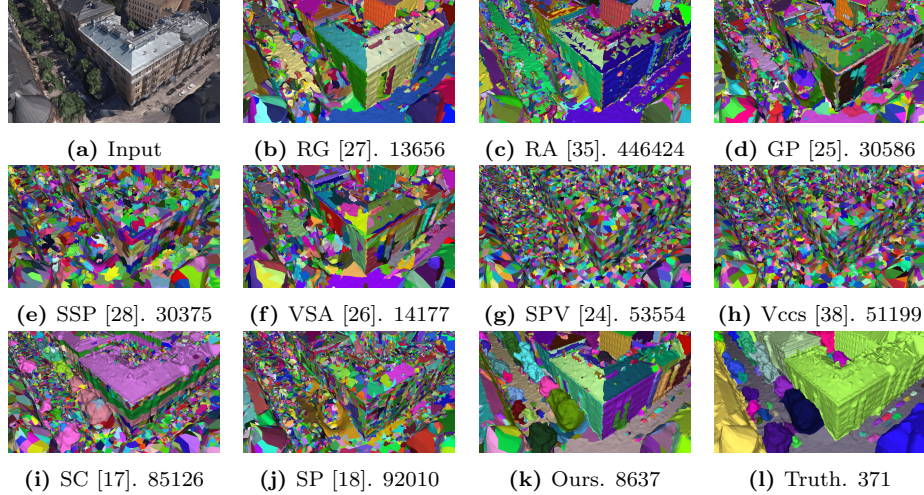 (a) Input
(b) RG [27]. 13656
(c) RA [35]. 446424
(d) GP [25]. 30586
(e) SSP [28]. 30375
(f) VSA [26]. 14177
(g) SPV [24]. 53554
(h) Vccs [38]. 51199
(i) SC [17]. 85126
(j) SP [18]. 92010
(k) Ours. 8637
(l) Truth. 371